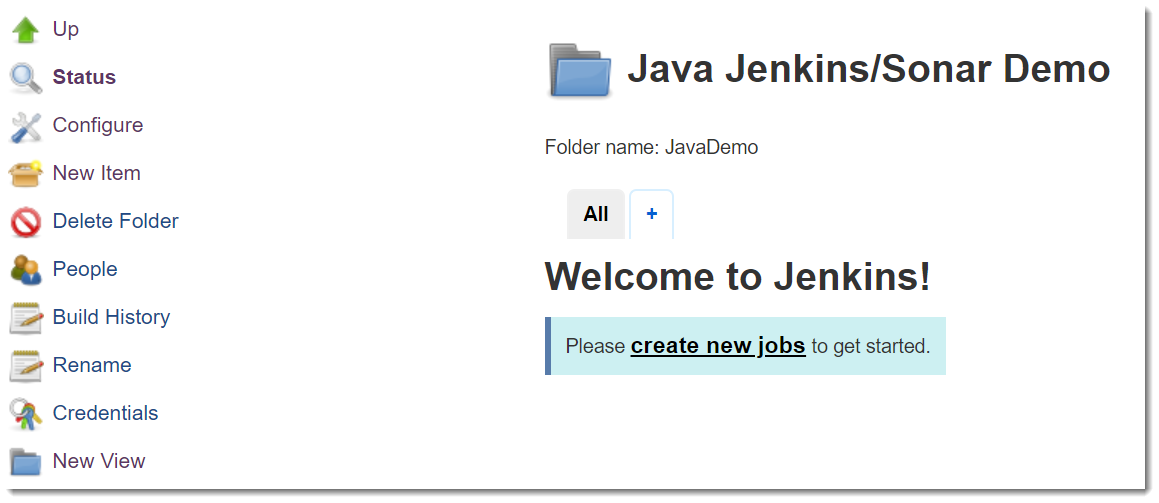 Up
Status
Configure
New Item
Delete Folder
People
Build History
Rename
Credentials
New View
Java Jenkins/Sonar Demo
Folder name: JavaDemo
All +
Welcome to Jenkins!
Please create new jobs to get started.